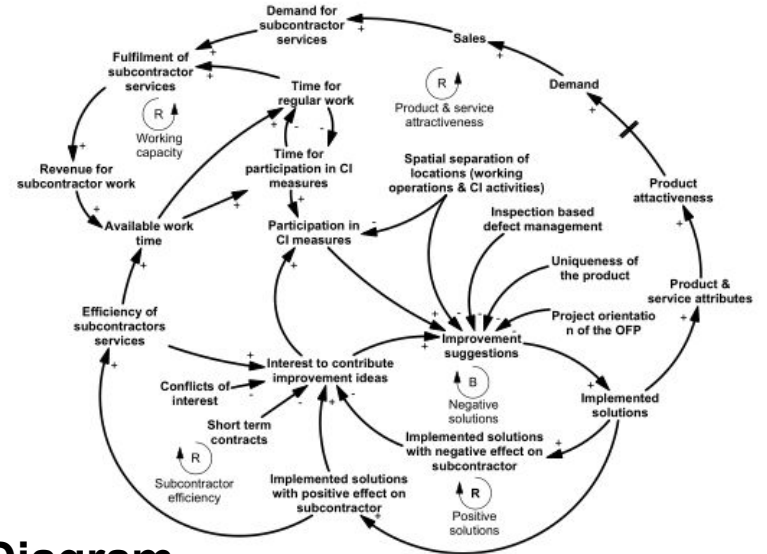 Demand for
subcontractor
services
Sales
Fulfilment of
subcontractor
services
Time for
regular work
R
Product & service
attractiveness
Demand
R
Working
capacity
Revenue for
subcontractor work
Time for
participation in CI
measures
Spatial separation of
locations (working
operations & CI activities)
Product
attactiveness
Available work
time
Participation in
CI measures
Inspection based
defect management
Uniqueness of
the product
Product &
service attributes
Efficiency of
subcontractors
services
Project orientatio
n of the OFP
Improvement
suggestions
Interest to contribute
improvement ideas
Conflicts of
interest
B
Negative
solutions
Implemented
solutions
Short term
contracts
Implemented solutions
with negative effect on
subcontractor
R
Subcontractor
efficiency
Implemented solutions
with positive effect on
subcontractor
R
Positive
solutions